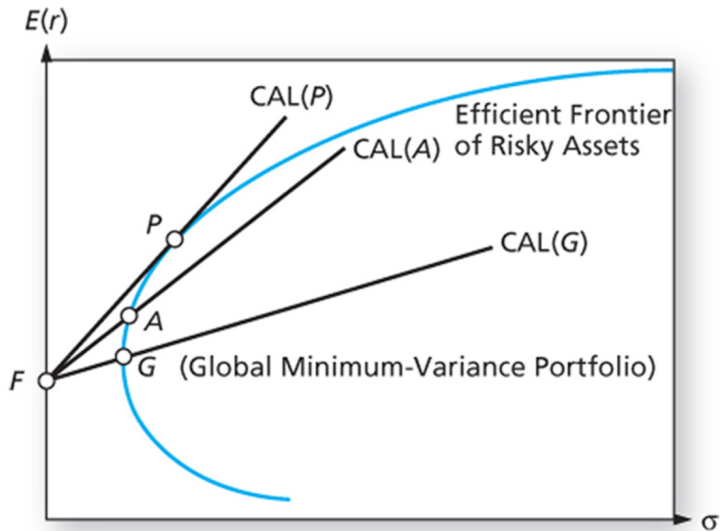 E(r)
CAL(P)
Efficient Frontier
of Risky Assets
CAL(A)
P
CAL(G)
A
G (Global Minimum-Variance Portfolio)
F
σ